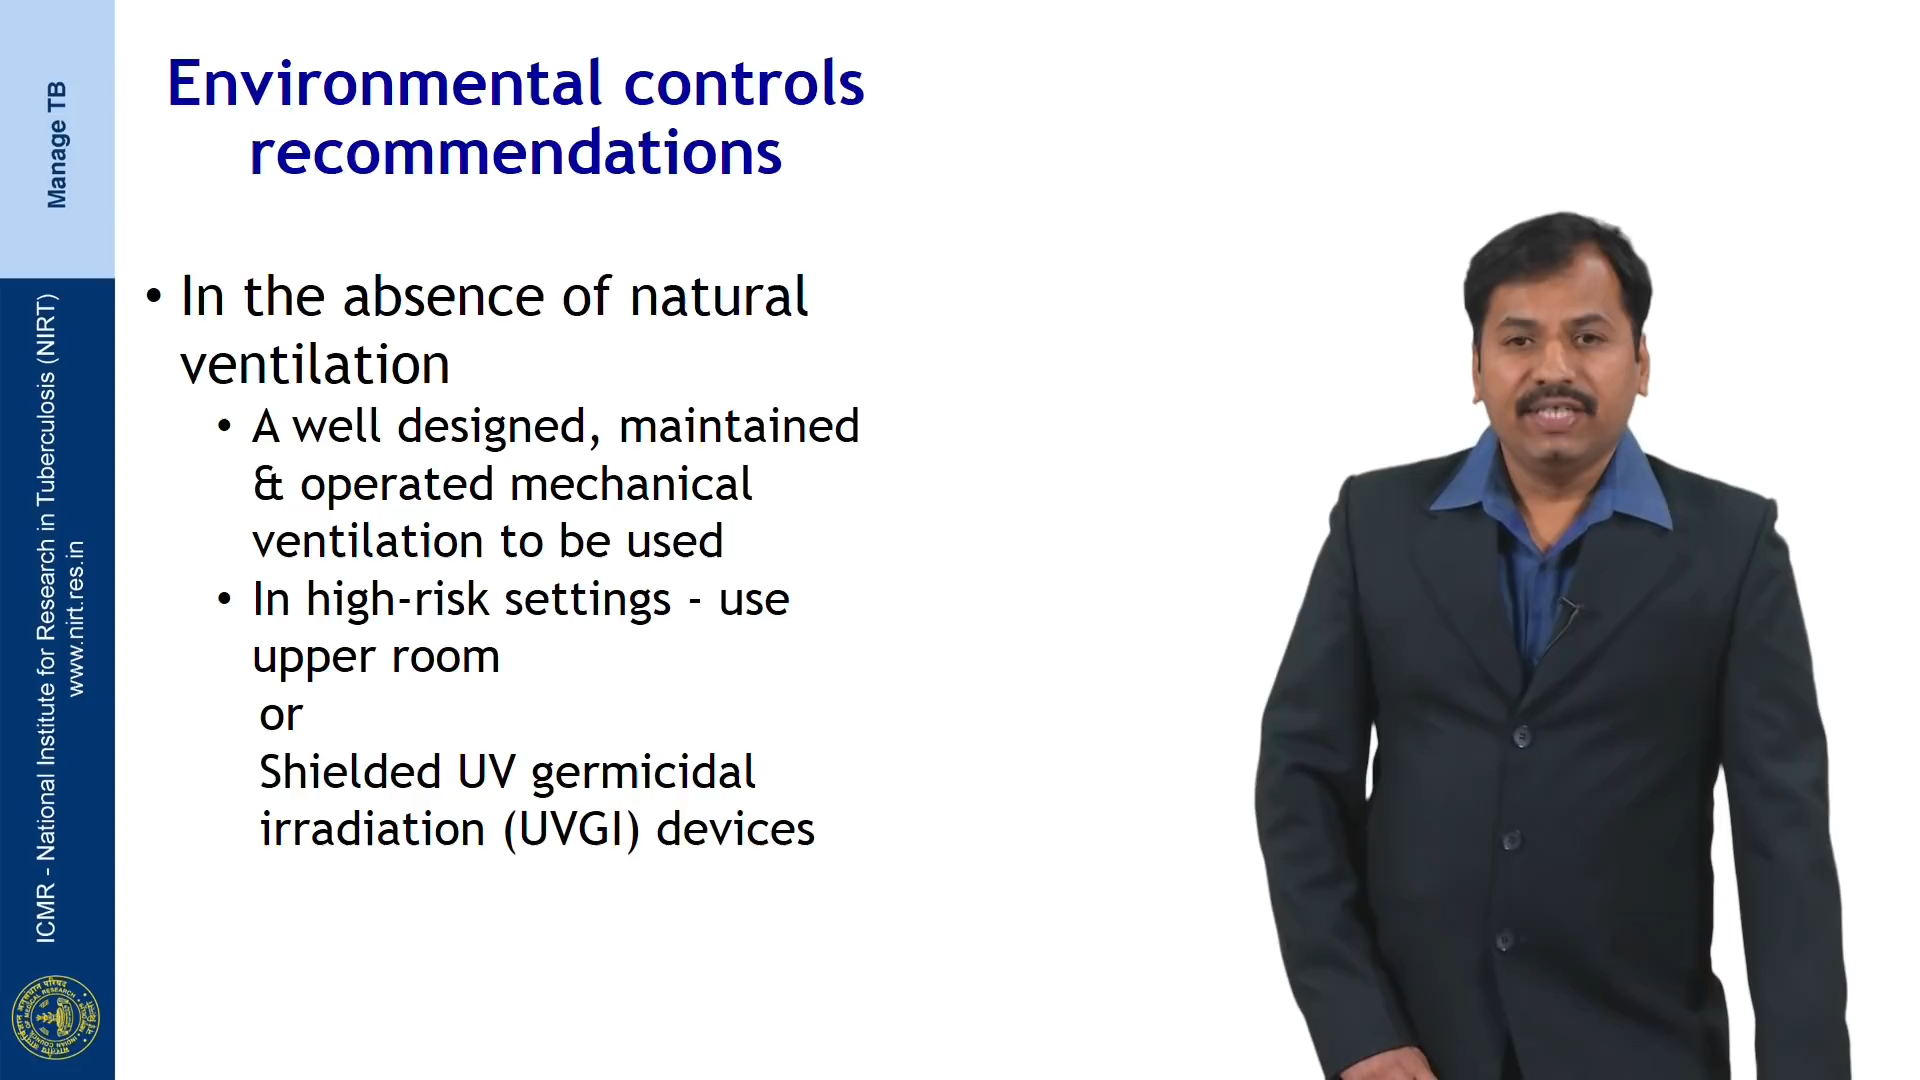 Environmental controls
recommendations
• In the absence of natural
ventilation
• A well designed, maintained
& operated mechanical
ventilation to be used
• In high-risk settings - use
upper room
or
Shielded UV germicidal
irradiation (UVGI) devices
Manage TB
ICMR - National Institute for Research in Tuberculosis (NIRT)
www.nirt.res.in